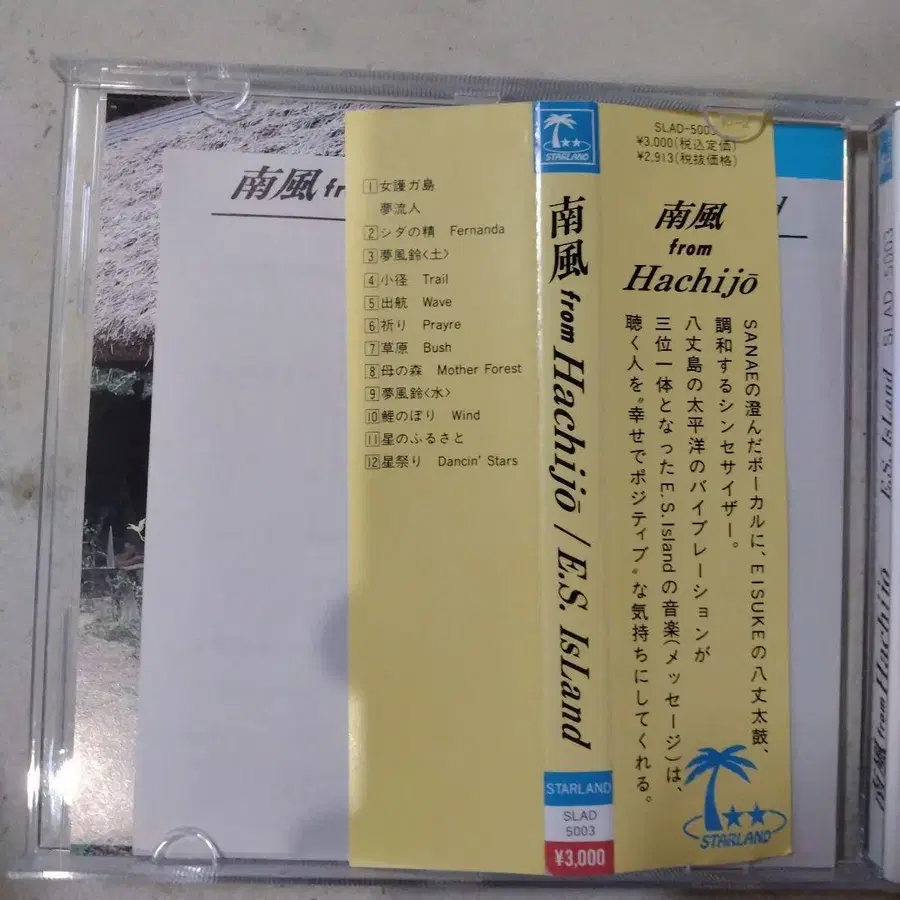 南風 fr
1 女護ガ島
夢流人
2 シダの精 Fernanda
3 夢風鈴〈土〉
4 小径 Trail
5 出航 Wave
6 祈り Prayre
7 草原 Bush
8 母の森 Mother Forest
9 夢風鈴〈水〉
10 鯉のぼり Wind
11 星のふるさと
12 星祭り Dancin' Stars
STARLAND
南風 from Hachijō / E.S. IsLand
STARLAND
SLAD
5003
¥3,000
SLAD-5003
¥3,000(税込定価)
¥2,913(税抜価格)
南風
from
Hachijō
SANAEの澄んだボーカルに、EISUKEの八丈太鼓、
調和するシンセサイザー。
八丈島の太平洋のバイブレーションが
三位一体となったE.S.Islandの音楽(メッセージ)は、
聴く人を“幸せでポジティブ”な気持ちにしてくれる。
STARLAND
南風 from Hachijō E.S. IsLand SLAD 5003